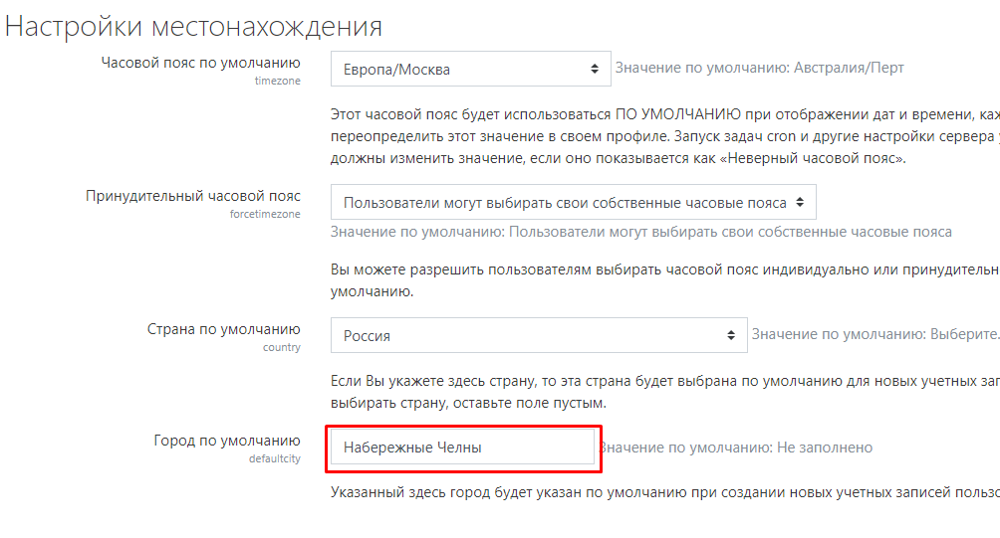 Настройки местонахождения
Часовой пояс по умолчанию
timezone
Европа/Москва
Значение по умолчанию: Австралия/Перт
Этот часовой пояс будет использоваться ПО УМОЛЧАНИЮ при отображении дат и времени,
переопределить этот значение в своем профиле. Запуск задач cron и другие настройки сервера
должны изменить значение, если оно показывается как «Неверный часовой пояс».
Принудительный часовой пояс
forcetimezone
Пользователи могут выбирать свои собственные часовые пояса
Значение по умолчанию: Пользователи могут выбирать свои собственные часовые пояса
Вы можете разрешить пользователям выбирать часовой пояс индивидуально или
умолчанию.
Страна по умолчанию
country
Россия
Значение по умолчанию: Выберите.
Если Вы укажете здесь страну, то эта страна будет выбрана по умолчанию для новых учетных
выбирать страну, оставьте поле пустым.
Город по умолчанию
defaultcity
Набережные Челны
Значение по умолчанию: Не заполнено
Указанный здесь город будет указан по умолчанию при создании новых учетных записей